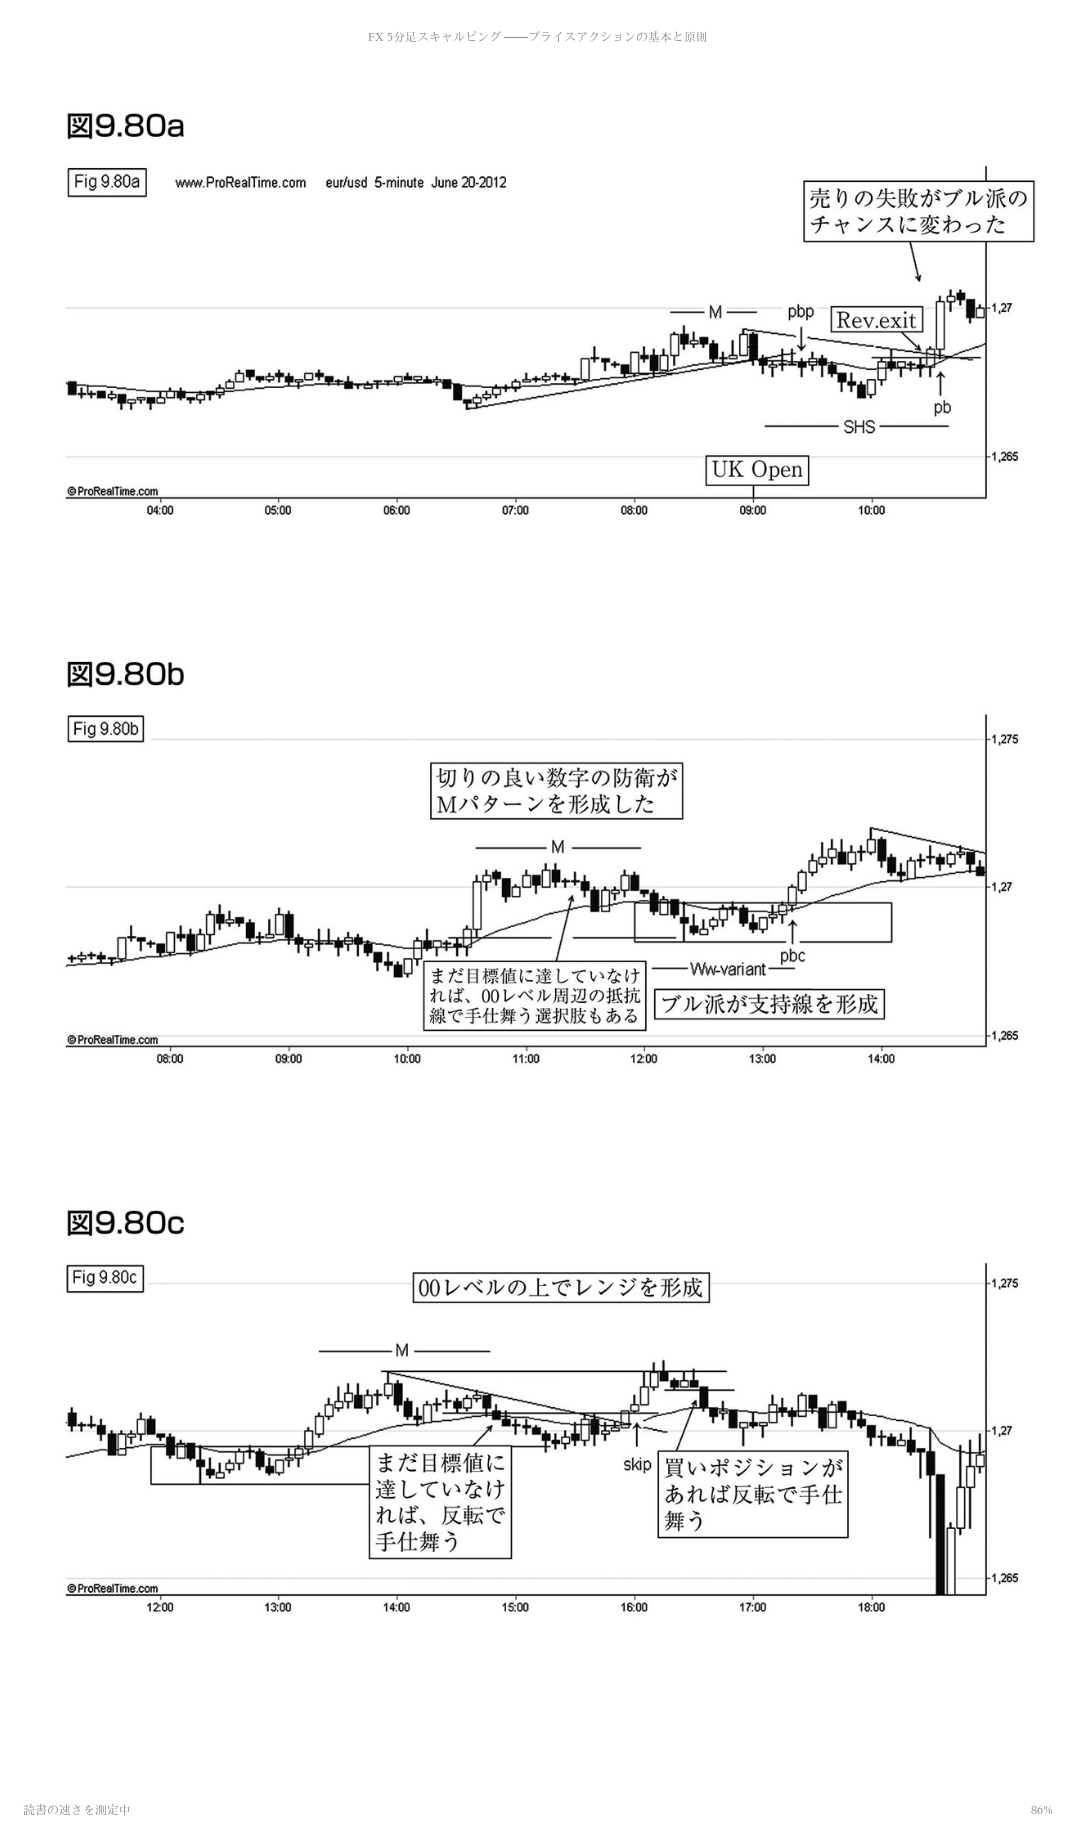 FX 5分足スキャルピング ――プライスアクションの基本と原則
図9.80a
Fig 9.80a
www.ProRealTime.com eur/usd 5-minute June 20-2012
売りの失敗がブル派の
チャンスに変わった
M
pbp
Rev.exit
1,27
pb
SHS
1,265
UK Open
©ProRealTime.com
04:00 05:00 06:00 07:00 08:00 09:00 10:00
図9.80b
Fig 9.80b
1,275
切りの良い数字の防衛が
Mパターンを形成した
M
1,27
pbc
Ww-variant
まだ目標値に達していなけ
れば、00レベル周辺の抵抗
線で手仕舞う選択肢もある
ブル派が支持線を形成
1,265
©ProRealTime.com
08:00 09:00 10:00 11:00 12:00 13:00 14:00
図9.80c
Fig 9.80c
00レベルの上でレンジを形成
1,275
M
1,27
まだ目標値に
達していなけ
れば、反転で
手仕舞う
skip
買いポジションが
あれば反転で手仕
舞う
1,265
©ProRealTime.com
12:00 13:00 14:00 15:00 16:00 17:00 18:00
読書の速さを測定中
86%